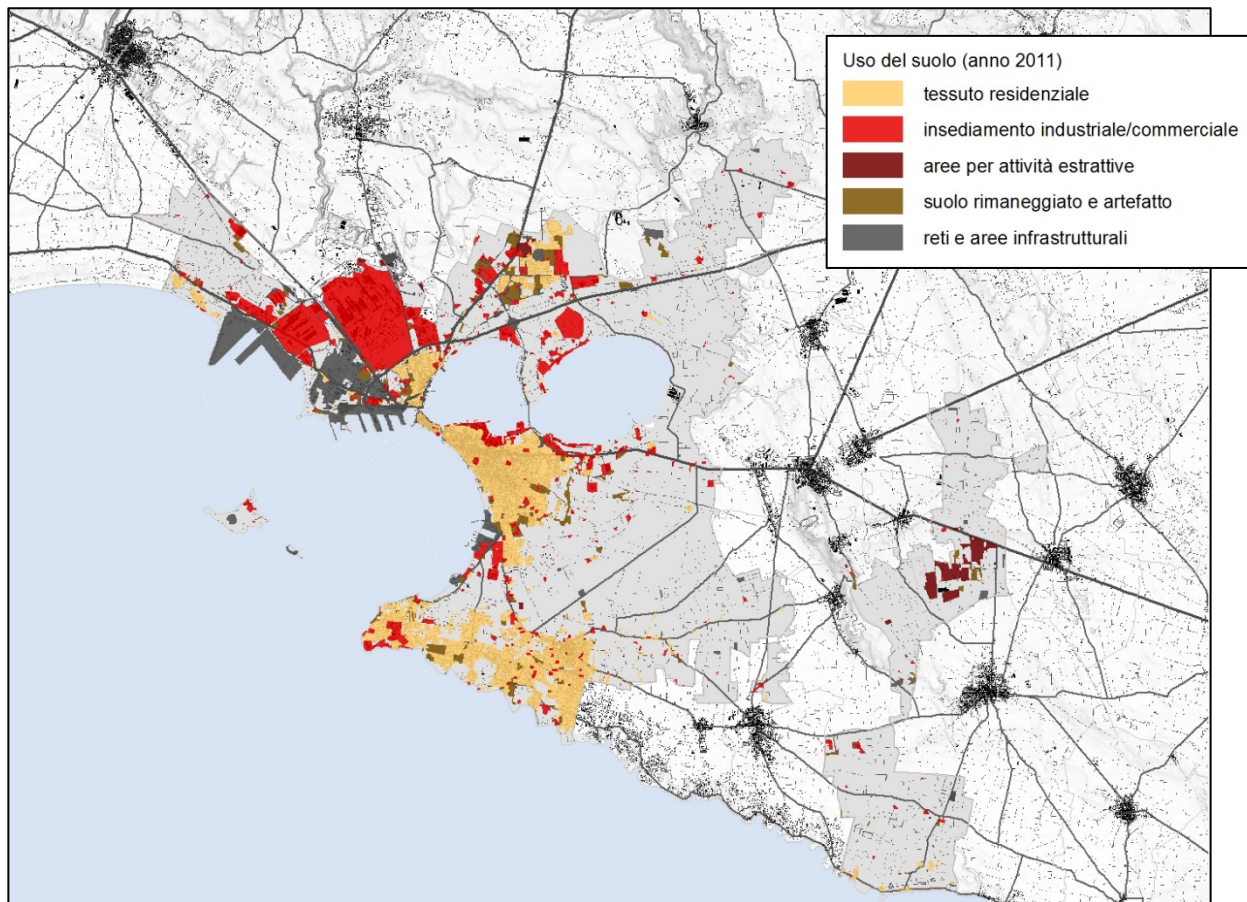 Uso del suolo (anno 2011)
tessuto residenziale
insediamento industriale/commerciale
aree per attività estrattive
suolo rimaneggiato e artefatto
reti e aree infrastrutturali